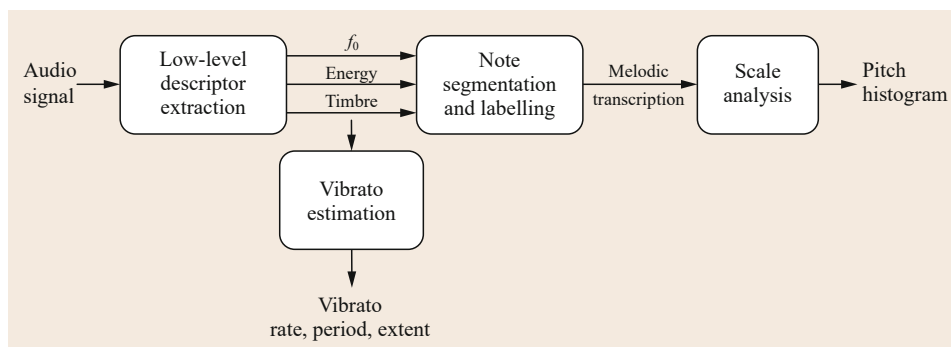 Audio
signal
Low-level
descriptor
extraction
f0
Energy
Timbre
Note
segmentation
and labelling
Melodic
transcription
Scale
analysis
Pitch
histogram
Vibrato
estimation
Vibrato
rate, period, extent